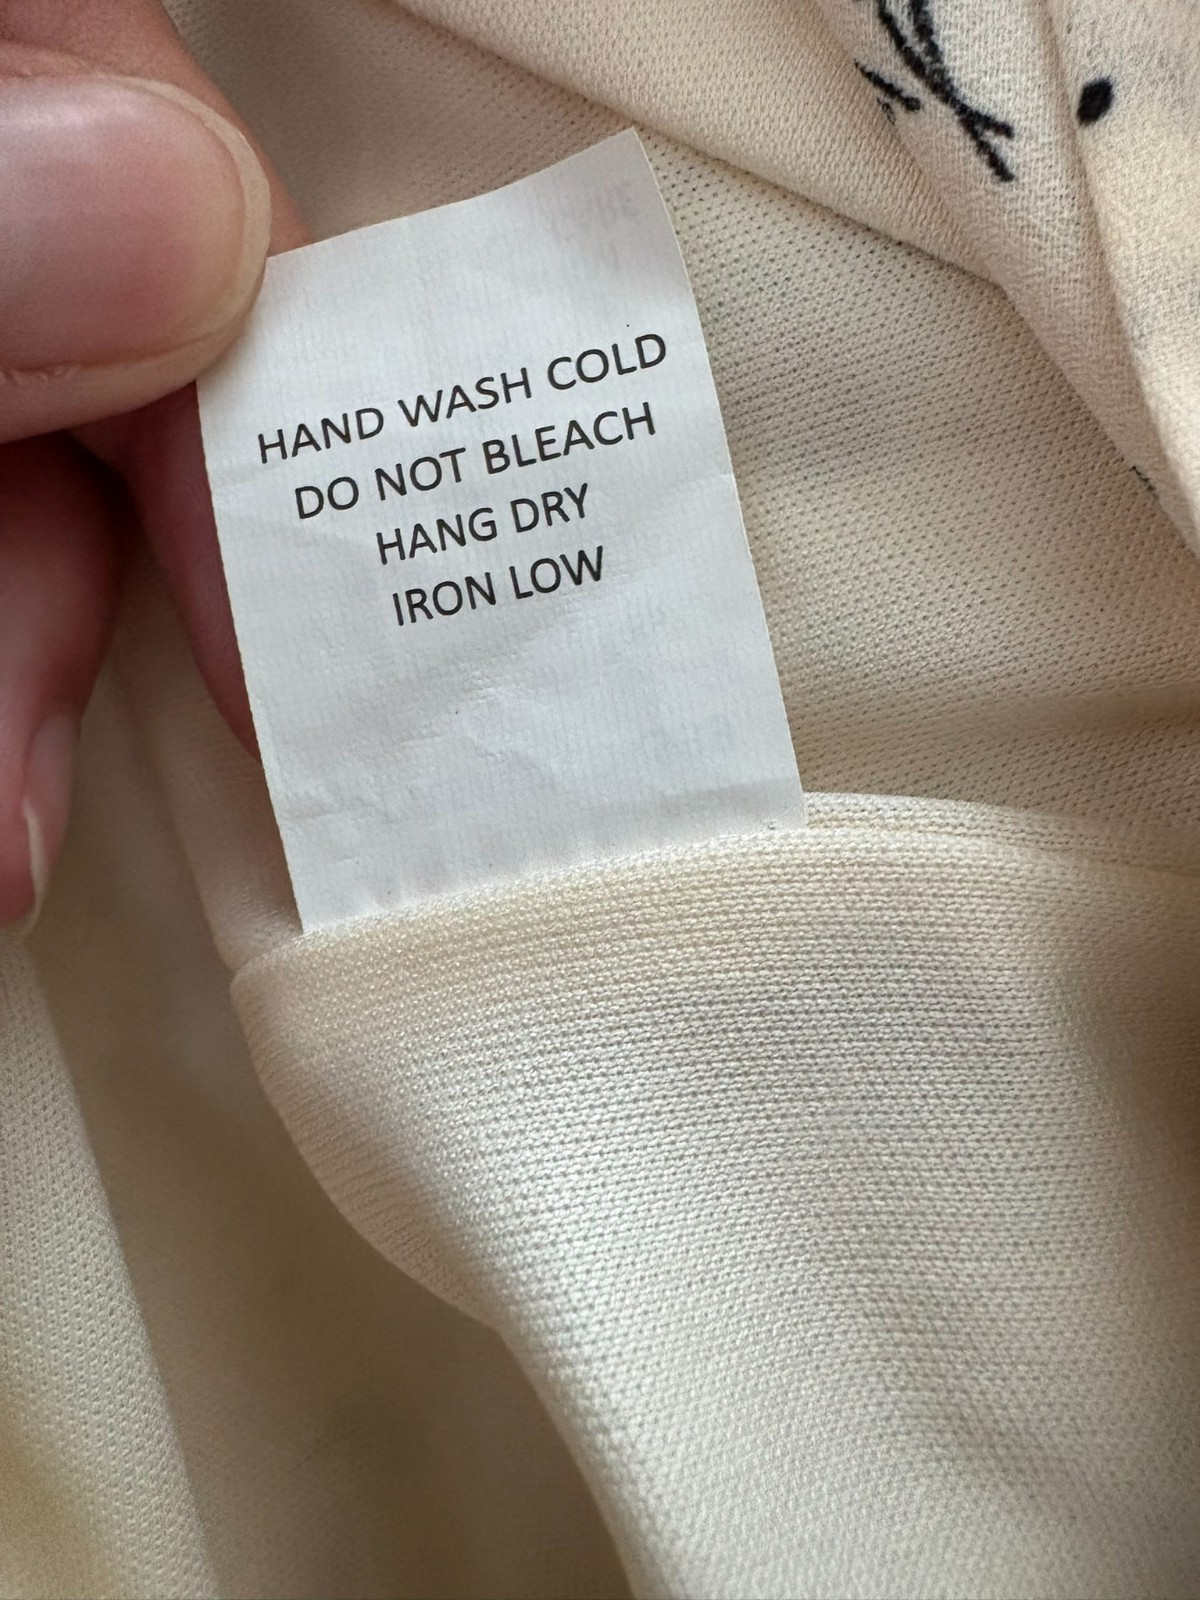 HAND WASH COLD
DO NOT BLEACH
HANG DRY
IRON LOW